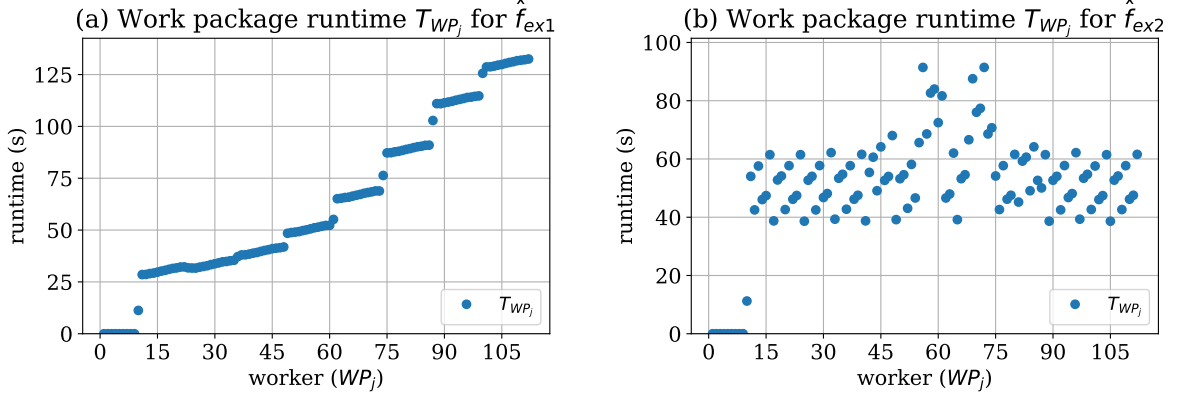 (a) Work package runtime T_{WP_j} for \hat{f}_{ex1}
runtime (s)
125
100
75
50
25
0
0 15 30 45 60 75 90 105
worker (WP_j)
T_{WP_j}
(b) Work package runtime T_{WP_j} for \hat{f}_{ex2}
runtime (s)
100
80
60
40
20
0
0 15 30 45 60 75 90 105
worker (WP_j)
T_{WP_j}